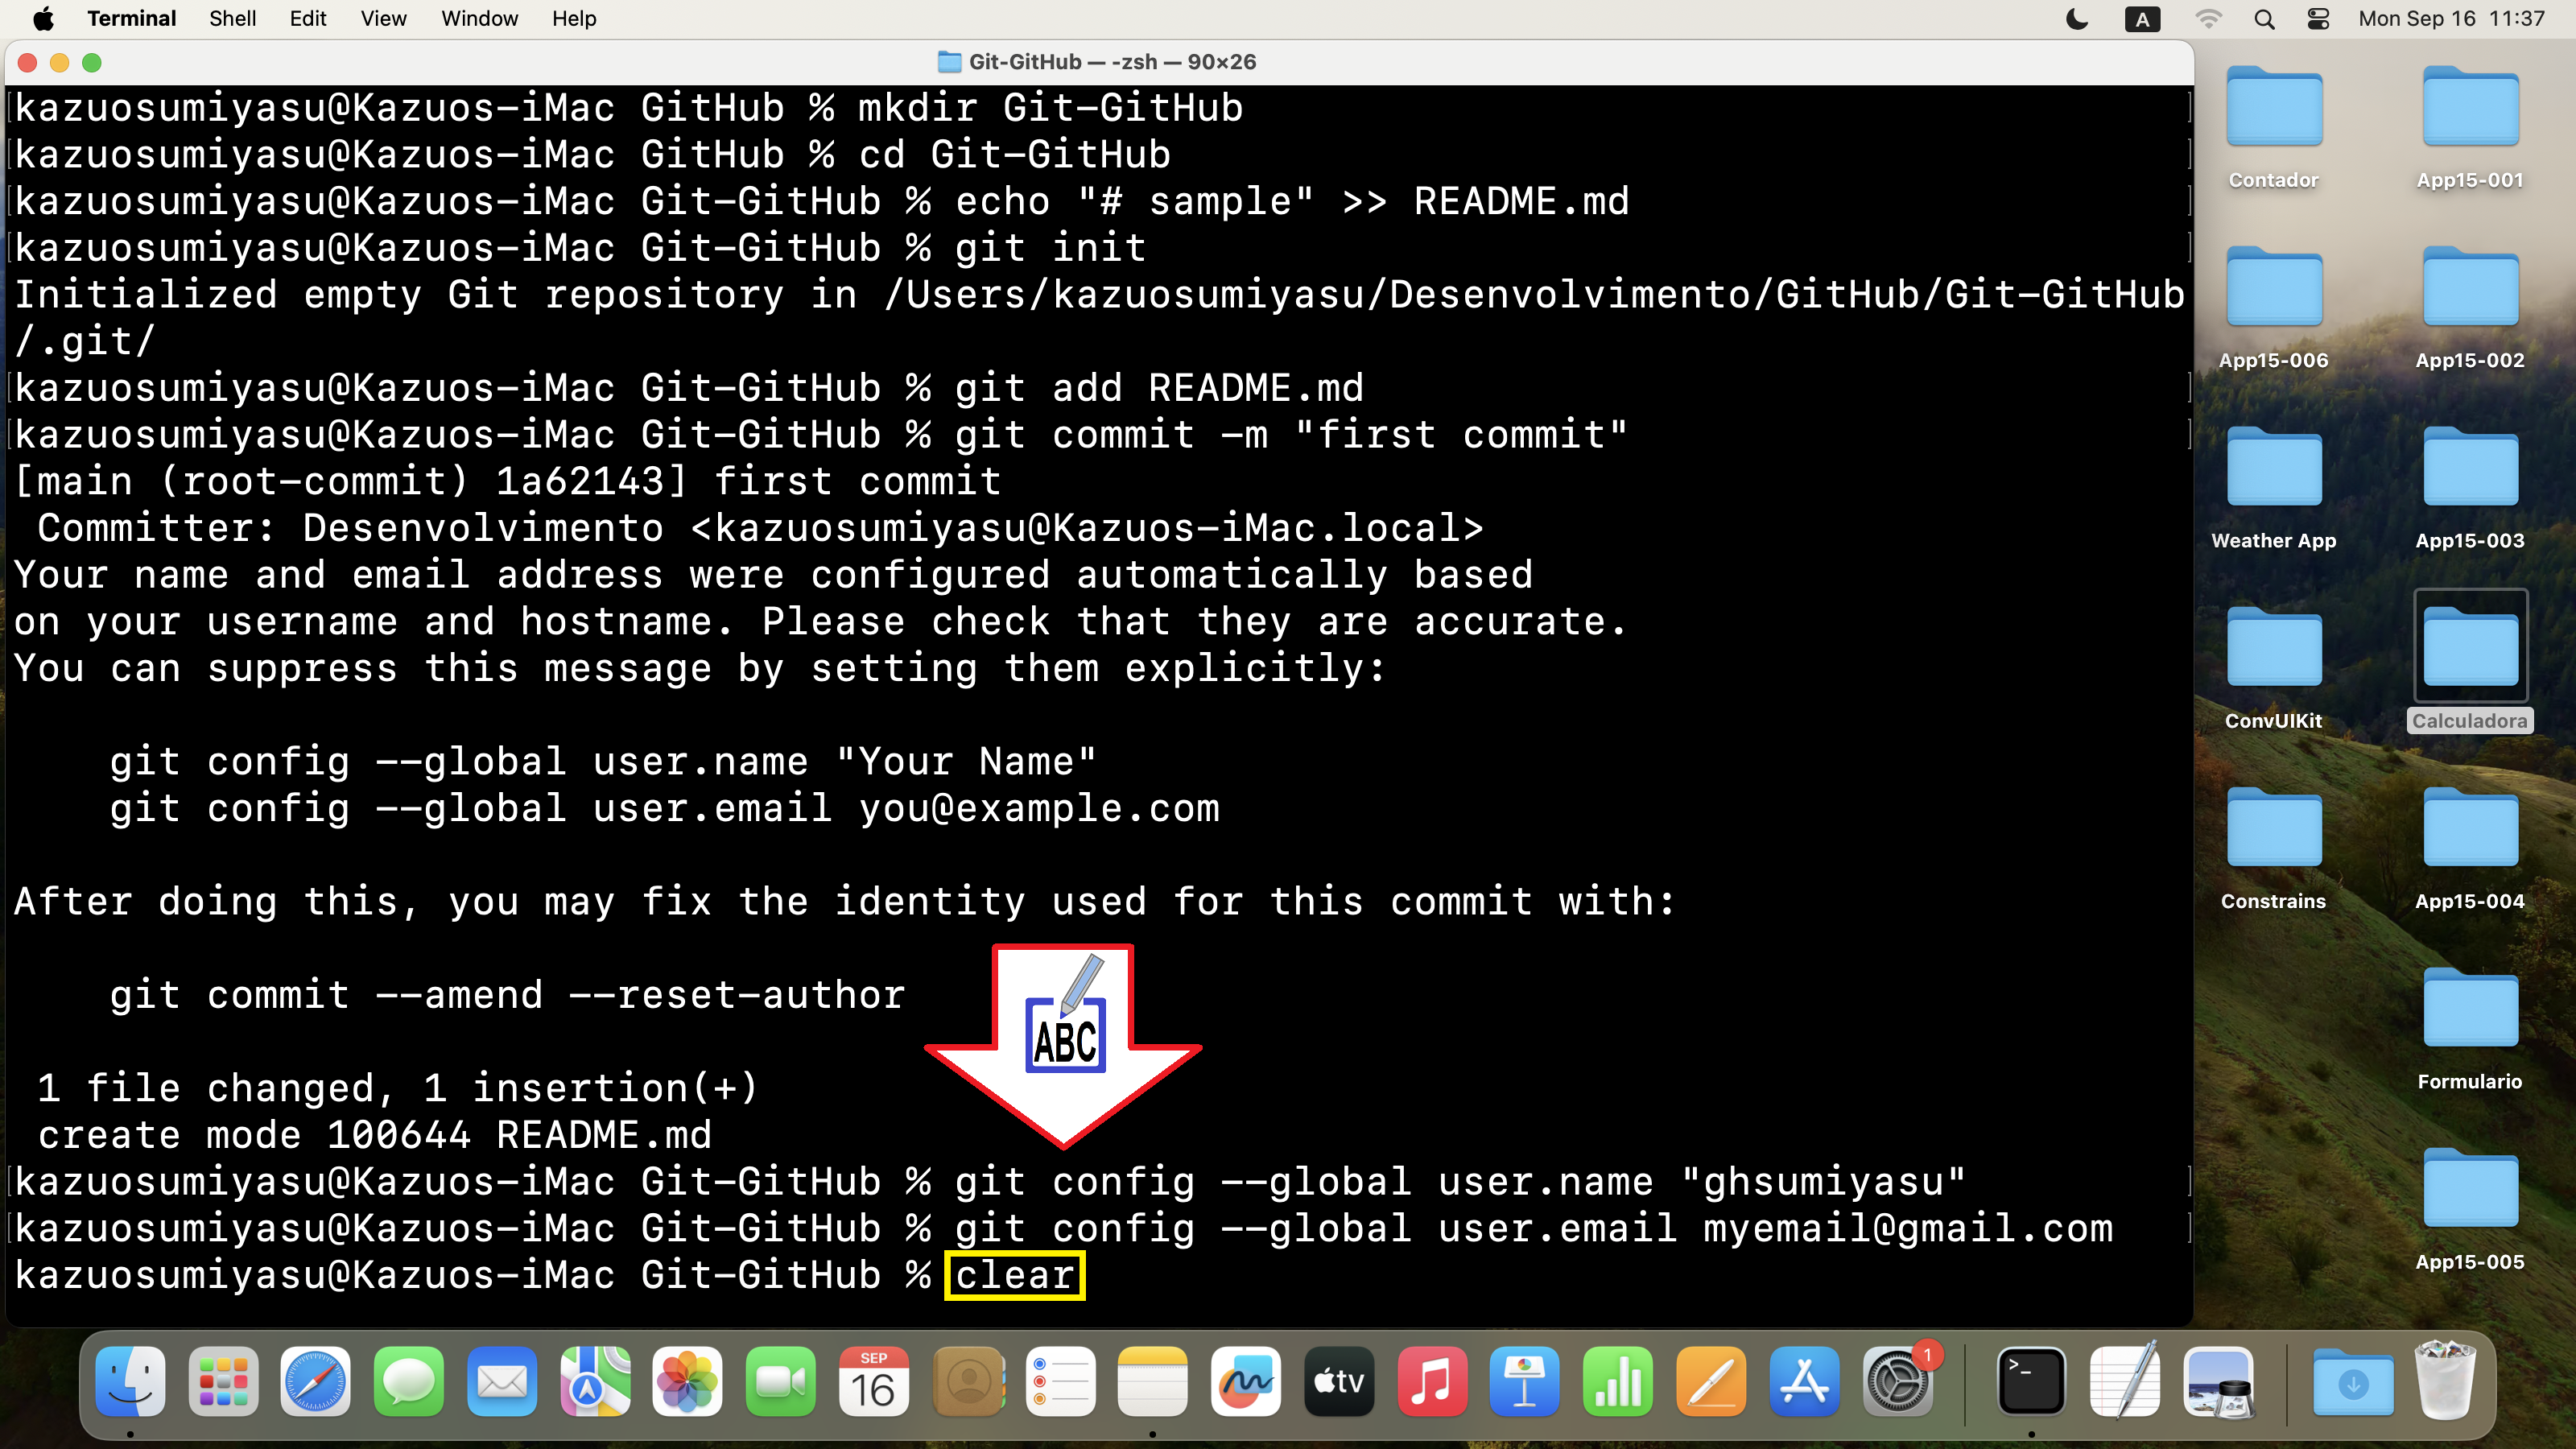 Terminal Shell Edit View Window Help A Mon Sep 16 11:37
Git-GitHub — -zsh — 90×26
kazuosumiyasu@Kazuos-iMac GitHub % mkdir Git-GitHub
kazuosumiyasu@Kazuos-iMac GitHub % cd Git-GitHub
kazuosumiyasu@Kazuos-iMac Git-GitHub % echo "# sample" >> README.md
kazuosumiyasu@Kazuos-iMac Git-GitHub % git init
Initialized empty Git repository in /Users/kazuosumiyasu/Desenvolvimento/GitHub/Git-GitHub
/.git/
kazuosumiyasu@Kazuos-iMac Git-GitHub % git add README.md
kazuosumiyasu@Kazuos-iMac Git-GitHub % git commit -m "first commit"
[main (root-commit) 1a62143] first commit
Committer: Desenvolvimento <kazuosumiyasu@Kazuos-iMac.local>
Your name and email address were configured automatically based
on your username and hostname. Please check that they are accurate.
You can suppress this message by setting them explicitly:
git config --global user.name "Your Name"
git config --global user.email you@example.com
After doing this, you may fix the identity used for this commit with:
git commit --amend --reset-author
ABC
1 file changed, 1 insertion(+)
create mode 100644 README.md
kazuosumiyasu@Kazuos-iMac Git-GitHub % git config --global user.name "ghsumiyasu"
kazuosumiyasu@Kazuos-iMac Git-GitHub % git config --global user.email myemail@gmail.com
kazuosumiyasu@Kazuos-iMac Git-GitHub % clear
Contador App15-001
App15-006 App15-002
Weather App App15-003
ConvUIKit Calculadora
Constrains App15-004
Formulario
App15-005
SEP
16
tv
1
>_